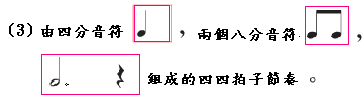 (3) 由四分音符 ， 兩個八分音符 ，
組成的四四拍子節奏 。